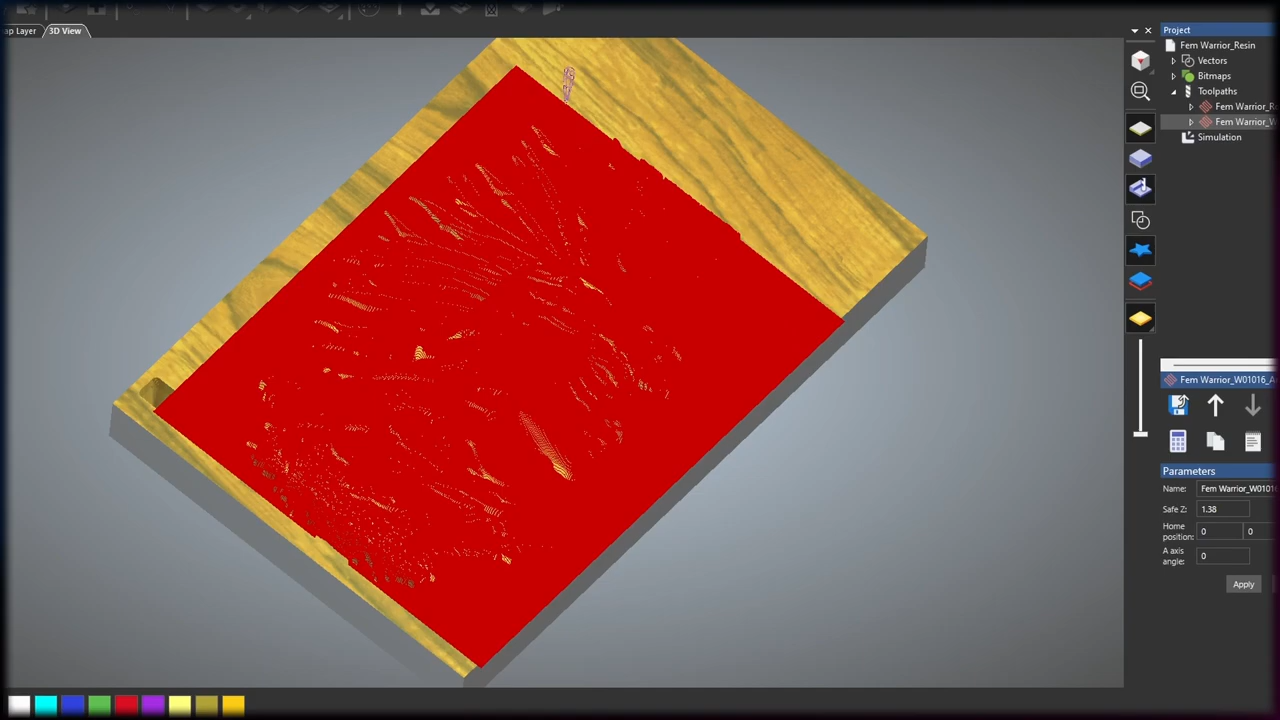 ap Layer
3D View
Project
Fem Warrior_Resin
Vectors
Bitmaps
Toolpaths
Fem Warrior_R
Fem Warrior_W
Simulation
Fem Warrior_W01016_A
Parameters
Name: Fem Warrior_W0101
Safe Z: 1.38
Home position: 0 0
A axis angle: 0
Apply